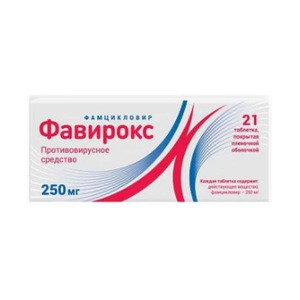 ФАМЦИКЛОВИР
Фавирокс
Противовирусное
средство
250 мг
21
таблетка,
покрытая
пленочной
оболочкой
Каждая таблетка содержит:
действующее вещество:
фамцикловир – 250 мг